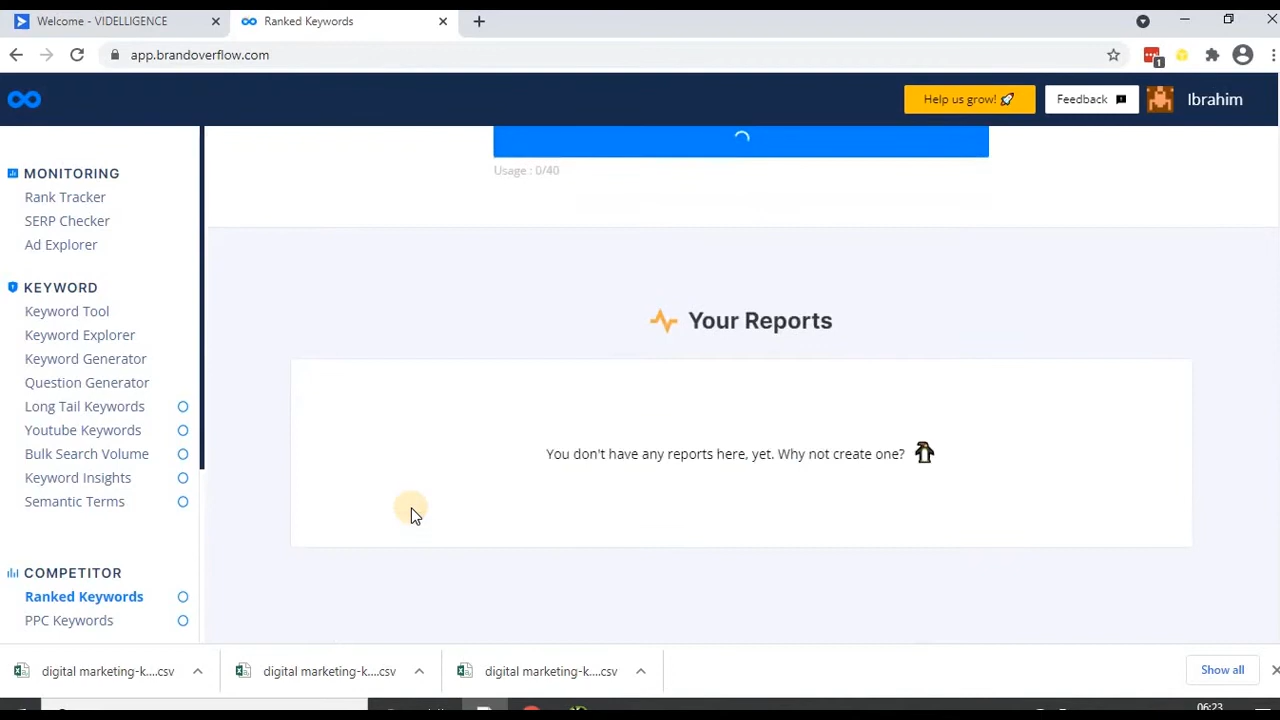 Welcome - VIDELLIGENCE
Ranked Keywords
app.brandoverflow.com
1
Help us grow!
Feedback
Ibrahim
MONITORING
Rank Tracker
SERP Checker
Ad Explorer
KEYWORD
Keyword Tool
Keyword Explorer
Keyword Generator
Question Generator
Long Tail Keywords
Youtube Keywords
Bulk Search Volume
Keyword Insights
Semantic Terms
COMPETITOR
Ranked Keywords
PPC Keywords
Usage : 0/40
Your Reports
You don't have any reports here, yet. Why not create one?
digital marketing-k....csv
digital marketing-k....csv
digital marketing-k....csv
Show all
06:23